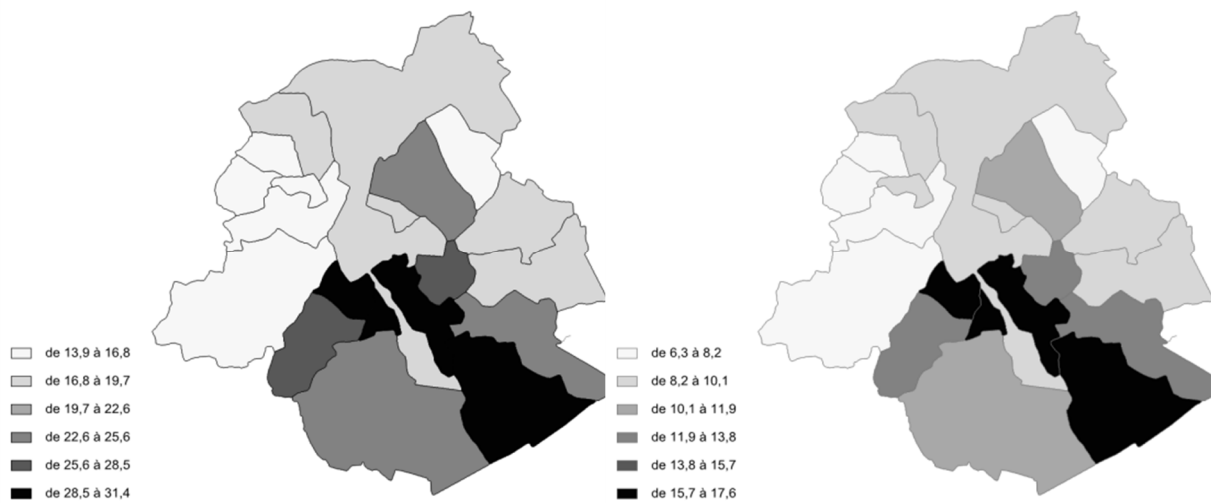 de 13,9 à 16,8
de 16,8 à 19,7
de 19,7 à 22,6
de 22,6 à 25,6
de 25,6 à 28,5
de 28,5 à 31,4
de 6,3 à 8,2
de 8,2 à 10,1
de 10,1 à 11,9
de 11,9 à 13,8
de 13,8 à 15,7
de 15,7 à 17,6